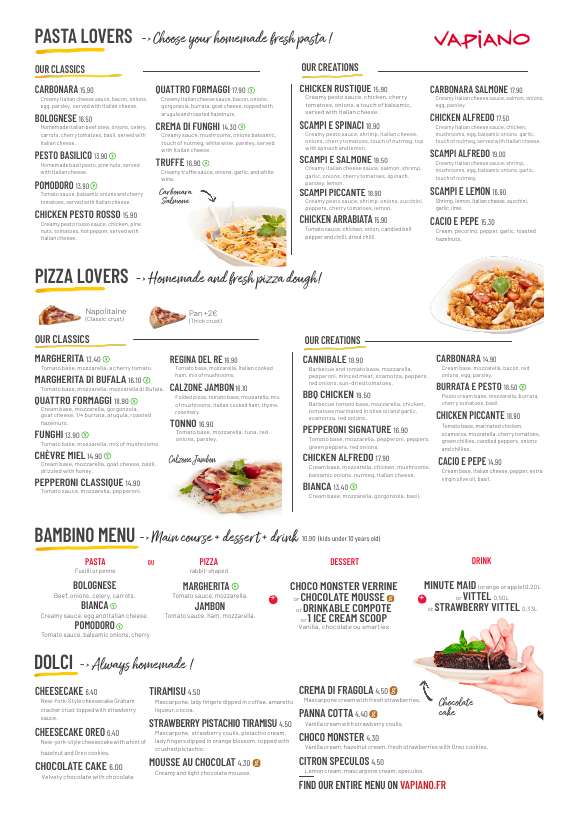 PASTA LOVERS -> Choose your homemade fresh pasta !
VAPIANO
OUR CLASSICS
CARBONARA 15.90
Creamy Italian cheese sauce, bacon, onions,
egg, parsley, served with Italian cheese.
BOLOGNESE 16.50
Homemade Italian beef stew, onions, celery,
carrots, cherry tomatoes, basil, served with
Italian cheese.
PESTO BASILICO 13.90
Homemade basil pesto, pine nuts, served
with Italian cheese.
POMODORO 13.90
Tomato sauce, balsamic onions and cherry
tomatoes, served with Italian cheese.
CHICKEN PESTO ROSSO 15.90
Creamy pesto rosso sauce, chicken, pine
nuts, tomatoes, hot pepper, served with
Italian cheese.
QUATTRO FORMAGGI 17.90
Creamy Italian cheese sauce, bacon, onions,
gorgonzola, burrata, goat cheese, topped with
arugula and roasted hazelnuts.
CREMA DI FUNGHI 14.30
Creamy sauce, mushrooms, onions balsamic,
touch of nutmeg, white wine, parsley, served
with Italian cheese.
TRUFFE 16.90
Creamy truffle sauce, onions, garlic, and white
wine.
Carbonara
Salmone
OUR CREATIONS
CHICKEN RUSTIQUE 15.90
Creamy pesto sauce, chicken, cherry
tomatoes, onions, a touch of balsamic,
served with Italian cheese.
SCAMPI E SPINACI 18.90
Creamy pesto sauce, shrimp, Italian cheese,
onions, cherry tomatoes, touch of nutmeg, top
with spinach and lemon.
SCAMPI E SALMONE 18.50
Creamy Italian cheese sauce, salmon, shrimp,
garlic, onions, cherry tomatoes, spinach,
parsley, lemon.
SCAMPI PICCANTE 18.90
Creamy pesto sauce, shrimp, onions, zucchini,
peppers, cherry tomatoes, lemon.
CHICKEN ARRABIATA 15.90
Tomato sauce, chicken, onion, candied bell
pepper and chili, dried chili.
CARBONARA SALMONE 17.90
Creamy Italian cheese sauce, salmon, onions,
egg, parsley.
CHICKEN ALFREDO 17.50
Creamy Italian cheese sauce, chicken,
mushrooms, egg, balsamic onions, garlic,
touch of nutmeg, served with Italian cheese.
SCAMPI ALFREDO 19.00
Creamy Italian cheese sauce, shrimp,
mushrooms, egg, balsamic onions, garlic,
touch of nutmeg.
SCAMPI E LEMON 16.90
Shrimp, lemon, Italian cheese, zucchini,
garlic, lime.
CACIO E PEPE 15.30
Cream, pecorino, pepper, garlic, toasted
hazelnuts.
PIZZA LOVERS -> Homemade and fresh pizza dough!
Napolitaine
(Classic crust)
Pan +2€
(Thick crust)
OUR CLASSICS
MARGHERITA 13.40
Tomato base, mozzarella, a cherry tomato.
MARGHERITA DI BUFALA 16.10
Tomato base, mozzarella, mozzarella di Bufala.
QUATTRO FORMAGGI 18.90
Cream base, mozzarella, gorgonzola,
goat cheese, 1/4 burrata, arugula, roasted
hazelnuts.
FUNGHI 13.90
Tomato base, mozzarella, mix of mushrooms.
CHÈVRE MIEL 14.90
Cream base, mozzarella, goat cheese, basil,
drizzled with honey.
PEPPERONI CLASSIQUE 14.90
Tomato sauce, mozzarella, pepperoni.
REGINA DEL RE 16.90
Tomato base, mozzarella, Italian cooked
ham, mix of mushrooms.
CALZONE JAMBON 16.10
Folded pizza, tomato base, mozzarella, mix
of mushrooms, Italian cooked ham, thyme,
rosemary.
TONNO 16.90
Tomato base, mozzarella, tuna, red
onions, parsley.
Calzone Jambon
OUR CREATIONS
CANNIBALE 18.90
Barbecue and tomato base, mozzarella,
pepperoni, minced meat, scamorza, peppers,
red onions, sun-dried tomatoes.
BBQ CHICKEN 18.50
Barbecue tomato base, mozzarella, chicken,
tomatoes marinated in olive oil and garlic,
scamorza, red onions.
PEPPERONI SIGNATURE 16.90
Tomato base, mozzarella, pepperoni, peppers
green peppers, red onions.
CHICKEN ALFREDO 17.90
Cream base, mozzarella, chicken, mushrooms,
balsamic onions, nutmeg, Italian cheese.
BIANCA 13.40
Cream base, mozzarella, gorgonzola, basil.
CARBONARA 14.90
Cream base, mozzarella, bacon, red
onions, egg, parsley.
BURRATA E PESTO 18.50
Pesto cream base, mozzarella, burrata,
cherry tomatoes, basil.
CHICKEN PICCANTE 18.90
Tomato base, marinated chicken,
scamorza, mozzarella, cherry tomatoes,
green chilies, candied peppers, onions
and chilies.
CACIO E PEPE 14.90
Cream base, mozzarella, pepper, extra
virgin olive oil, basil.
BAMBINO MENU -> Main course + dessert + drink 10.90 (kids under 10 years old)
PASTA
Fusilli or penne
OU
PIZZA
rabbit-shaped
DESSERT
DRINK
BOLOGNESE
Beef, onions, celery, carrots.
BIANCA
Creamy sauce, egg and Italian cheese
POMODORO
Tomato sauce, balsamic onions, cherry
MARGHERITA
Tomato sauce, mozzarella.
JAMBON
Tomato sauce, ham, mozzarella.
CHOCO MONSTER VERRINE
or CHOCOLATE MOUSSE
or DRINKABLE COMPOTE
or 1 ICE CREAM SCOOP
Vanilla, chocolate ou smarties
MINUTE MAID (orange or apple) 0.20L
or VITTEL 0.50L
or STRAWBERRY VITTEL 0.33L
DOLCI -> Always homemade !
CHEESECAKE 6.40
New-York-Style cheesecake Graham
cracker crust topped with strawberry
sauce.
CHEESECAKE OREO 6.40
New-york-style cheesecake with a hint of
hazelnut and Oreo cookies.
CHOCOLATE CAKE 6.00
Velvety chocolate with chocolate
TIRAMISU 4.50
Mascarpone, lady fingers dipped in coffee, amaretto
liqueur, cocoa.
STRAWBERRY PISTACHIO TIRAMISU 4.50
Mascarpone, strawberry coulis, pistachio cream,
lady fingers dipped in orange blossom, topped with
crushed pistachio.
MOUSSE AU CHOCOLAT 4.30
Creamy and light chocolate mousse.
CREMA DI FRAGOLA 4.50
Mascarpone cream with fresh strawberries.
PANNA COTTA 4.40
Vanilla cream with strawberry coulis.
CHOCO MONSTER 4.30
Vanilla cream, hazelnut cream, fresh strawberries with Oreo cookies.
CITRON SPECULOS 4.50
Lemon cream, mascarpone cream, speculos.
Chocolate
cake
FIND OUR ENTIRE MENU ON VAPIANO.FR